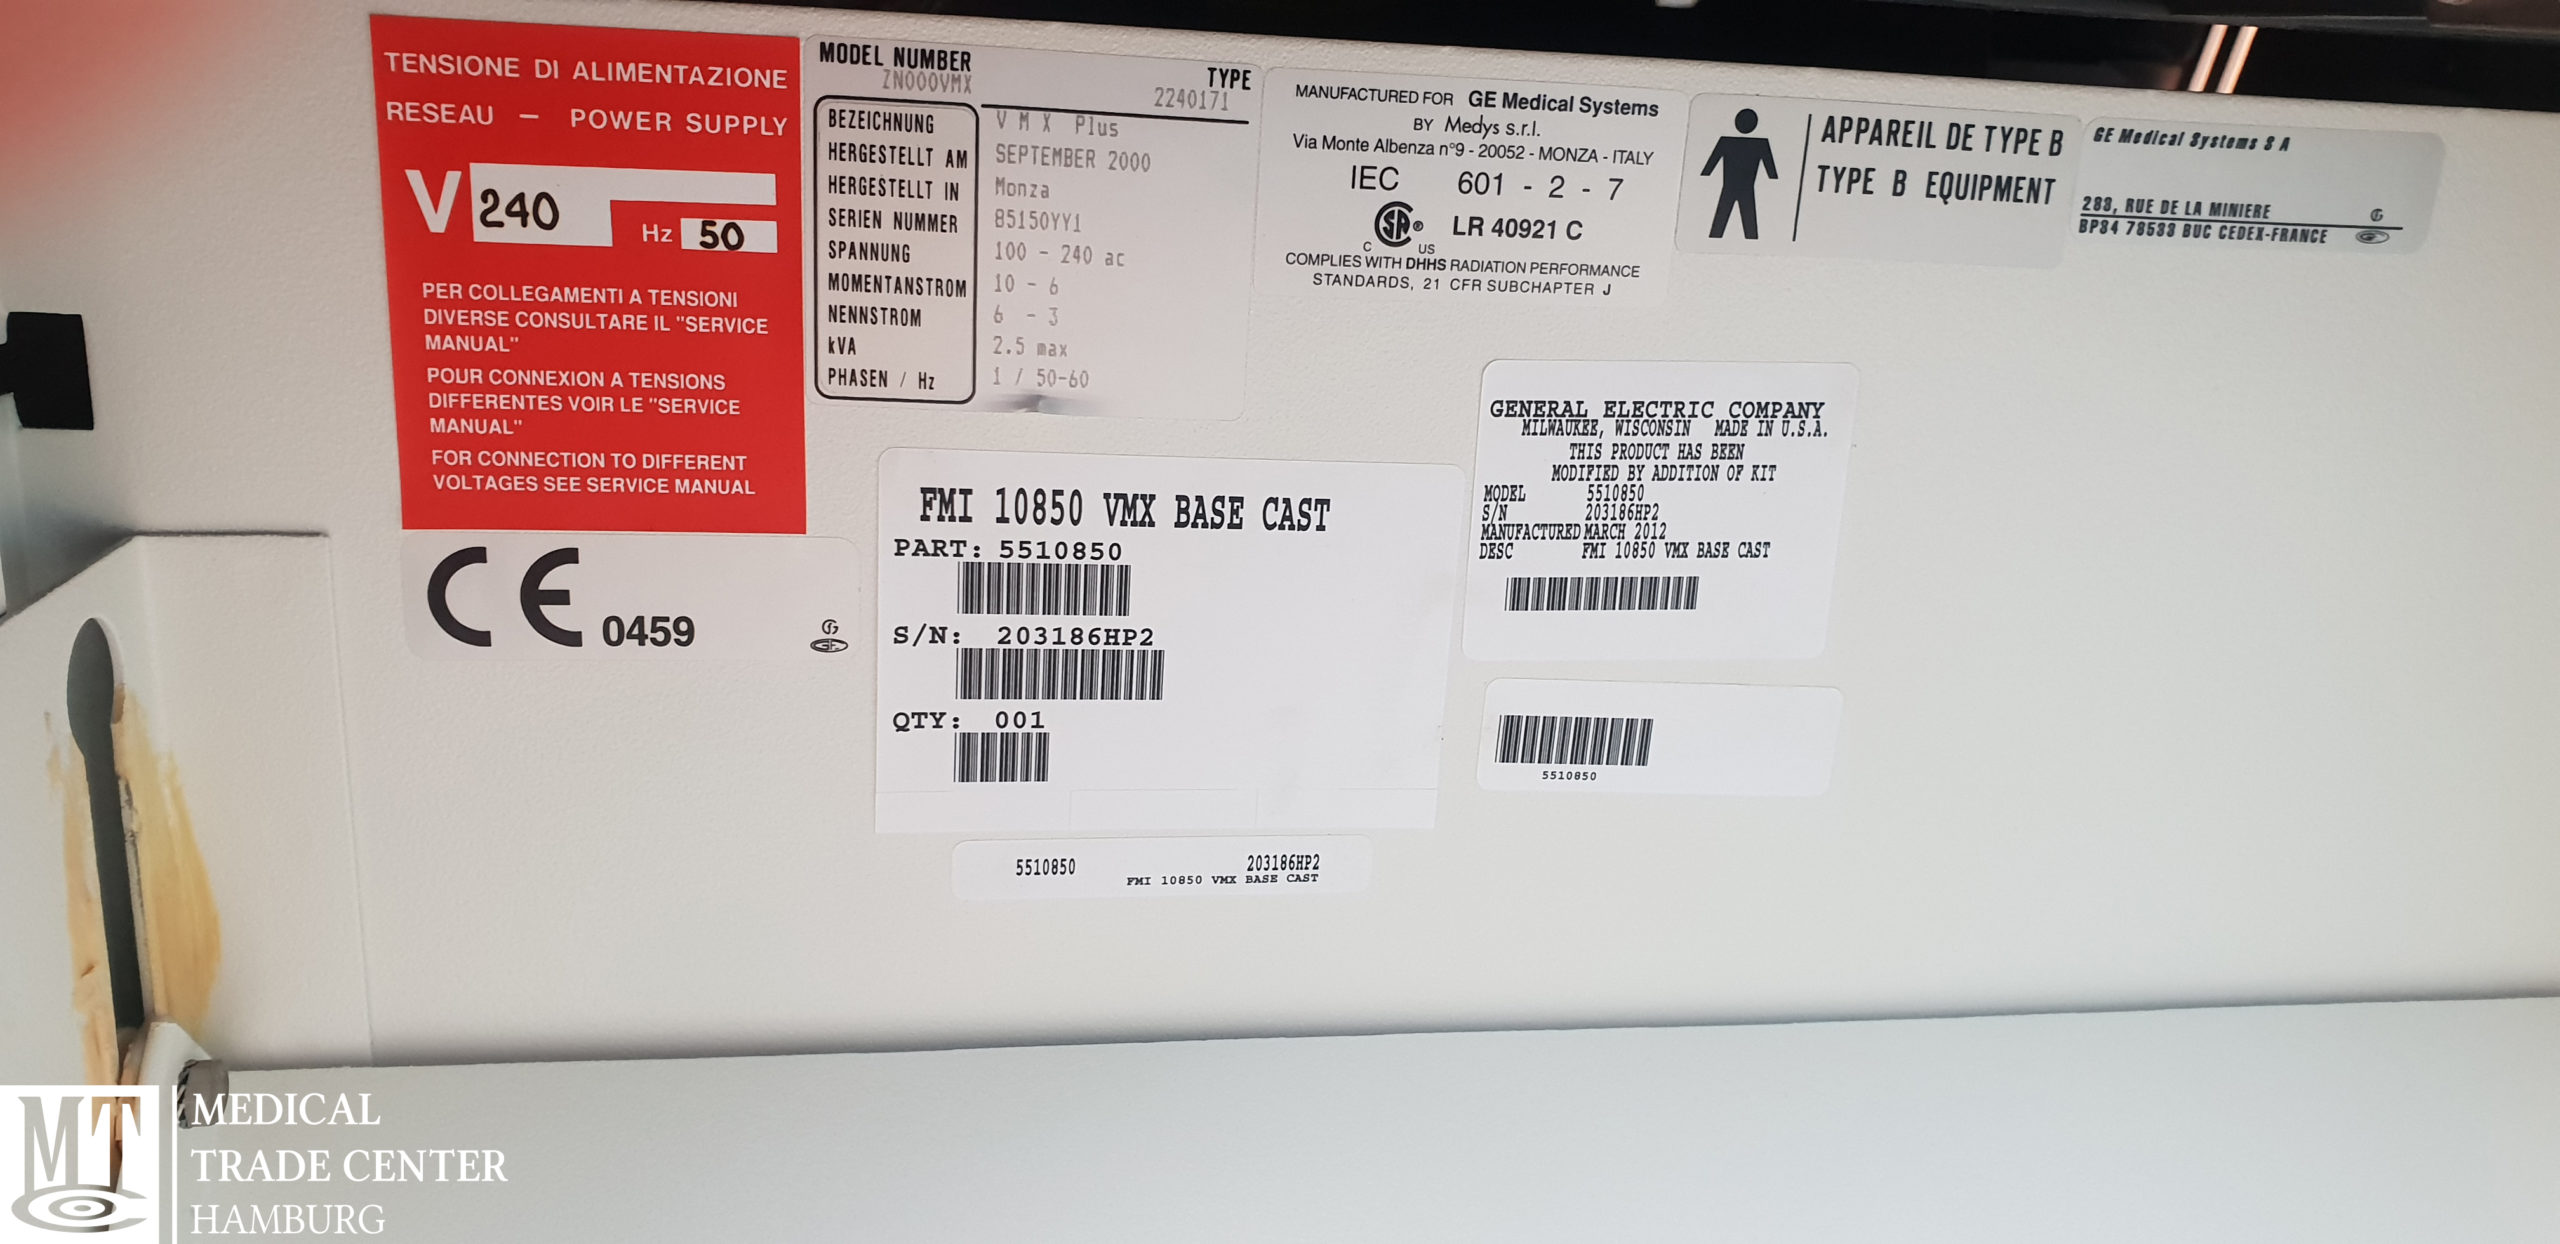 TENSIONE DI ALIMENTAZIONE
RESEAU - POWER SUPPLY
V 240
Hz 50
PER COLLEGAMENTI A TENSIONI
DIVERSE CONSULTARE IL "SERVICE
MANUAL"
POUR CONNEXION A TENSIONS
DIFFERENTES VOIR LE "SERVICE
MANUAL"
FOR CONNECTION TO DIFFERENT
VOLTAGES SEE SERVICE MANUAL
CE 0459
GE
MODEL NUMBER TYPE
ZN000VMX 2240171
BEZEICHNUNG VMX Plus
HERGESTELLT AM SEPTEMBER 2000
HERGESTELLT IN Monza
SERIEN NUMMER 85150YY1
SPANNUNG 100 - 240 ac
MOMENTANSTROM 10 - 6
NENNSTROM 6 - 3
kVA 2.5 max
PHASEN / Hz 1 / 50-60
MANUFACTURED FOR GE Medical Systems
BY Medys s.r.l.
Via Monte Albenza n°9 - 20052 - MONZA - ITALY
IEC 601 - 2 - 7
SA® LR 40921 C
C US
COMPLIES WITH DHHS RADIATION PERFORMANCE
STANDARDS, 21 CFR SUBCHAPTER J
APPAREIL DE TYPE B
TYPE B EQUIPMENT
GE Medical Systems S A
283, RUE DE LA MINIERE
BP34 78533 BUC CEDEX-FRANCE
FMI 10850 VMX BASE CAST
PART: 5510850
S/N: 203186HP2
QTY: 001
5510850 203186HP2
FMI 10850 VMX BASE CAST
GENERAL ELECTRIC COMPANY
MILWAUKEE, WISCONSIN MADE IN U.S.A.
THIS PRODUCT HAS BEEN
MODIFIED BY ADDITION OF KIT
MODEL 5510850
S/N 203186HP2
MANUFACTURED MARCH 2012
DESC FMI 10850 VMX BASE CAST
5510850
MTC
MEDICAL
TRADE CENTER
HAMBURG